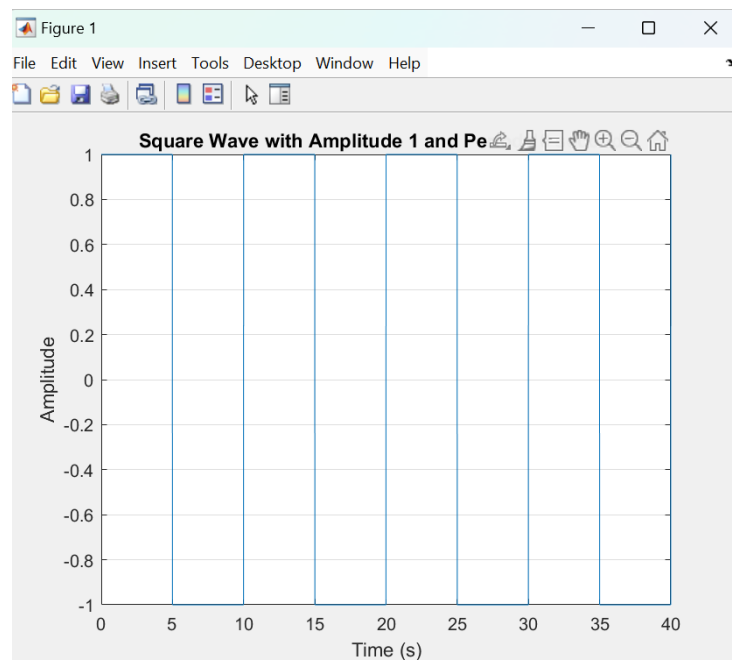 Figure 1
File Edit View Insert Tools Desktop Window Help
Square Wave with Amplitude 1 and Pe
1
0.8
0.6
0.4
0.2
0
-0.2
-0.4
-0.6
-0.8
-1
Amplitude
0 5 10 15 20 25 30 35 40
Time (s)